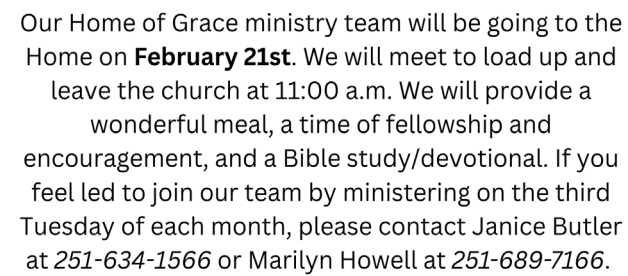 Our Home of Grace ministry team will be going to the
Home on February 21st. We will meet to load up and
leave the church at 11:00 a.m. We will provide a
wonderful meal, a time of fellowship and
encouragement, and a Bible study/devotional. If you
feel led to join our team by ministering on the third
Tuesday of each month, please contact Janice Butler
at 251-634-1566 or Marilyn Howell at 251-689-7166.